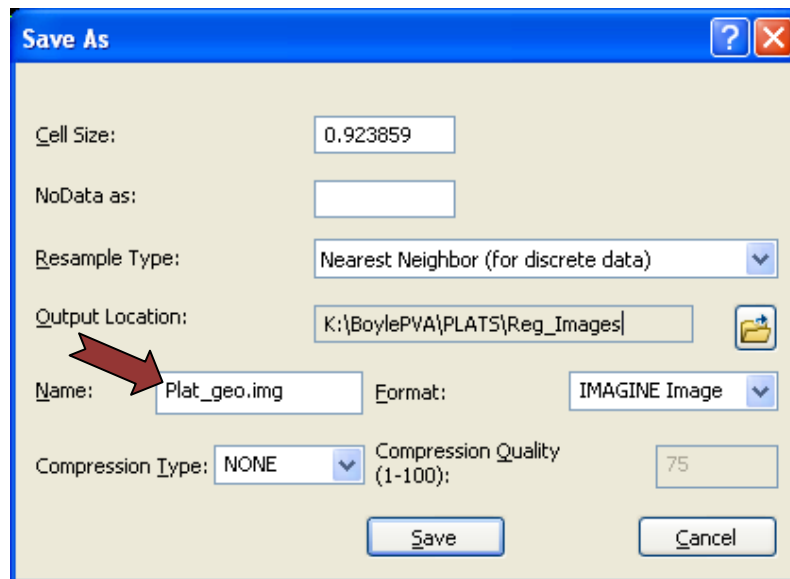 Save As
Cell Size: 0.923859
NoData as:
Resample Type: Nearest Neighbor (for discrete data)
Output Location: K:\BoylePVA\PLATS\Reg_Images
Name: Plat_geo.img Format: IMAGINE Image
Compression Type: NONE Compression Quality (1-100): 75
Save Cancel